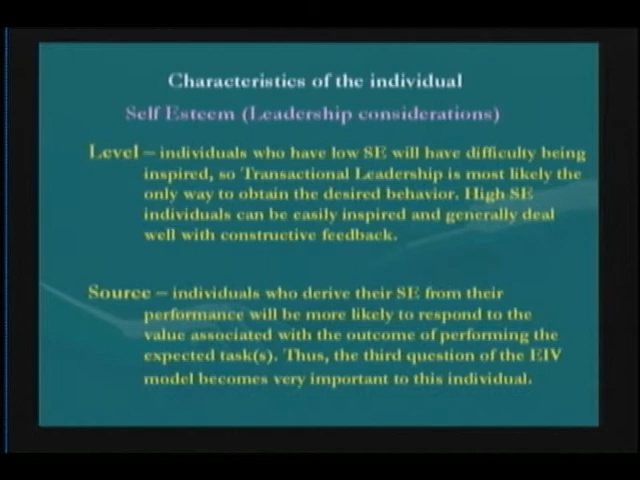 Characteristics of the individual
Self Esteem (Leadership considerations)
Level – individuals who have low SE will have difficulty being
inspired, so Transactional Leadership is most likely the
only way to obtain the desired behavior. High SE
individuals can be easily inspired and generally deal
well with constructive feedback.
Source – individuals who derive their SE from their
performance will be more likely to respond to the
value associated with the outcome of performing the
expected task(s). Thus, the third question of the EIV
model becomes very important to this individual.